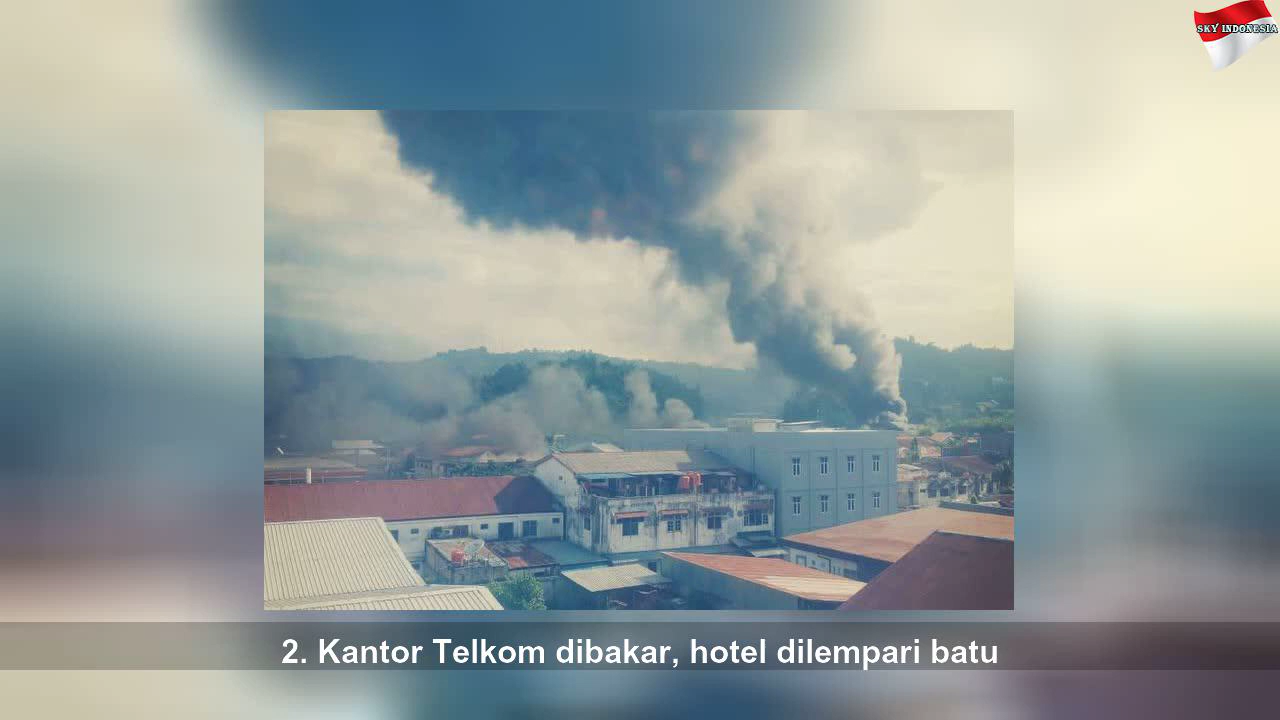 SKY INDONESIA
2. Kantor Telkom dibakar, hotel dilempari batu